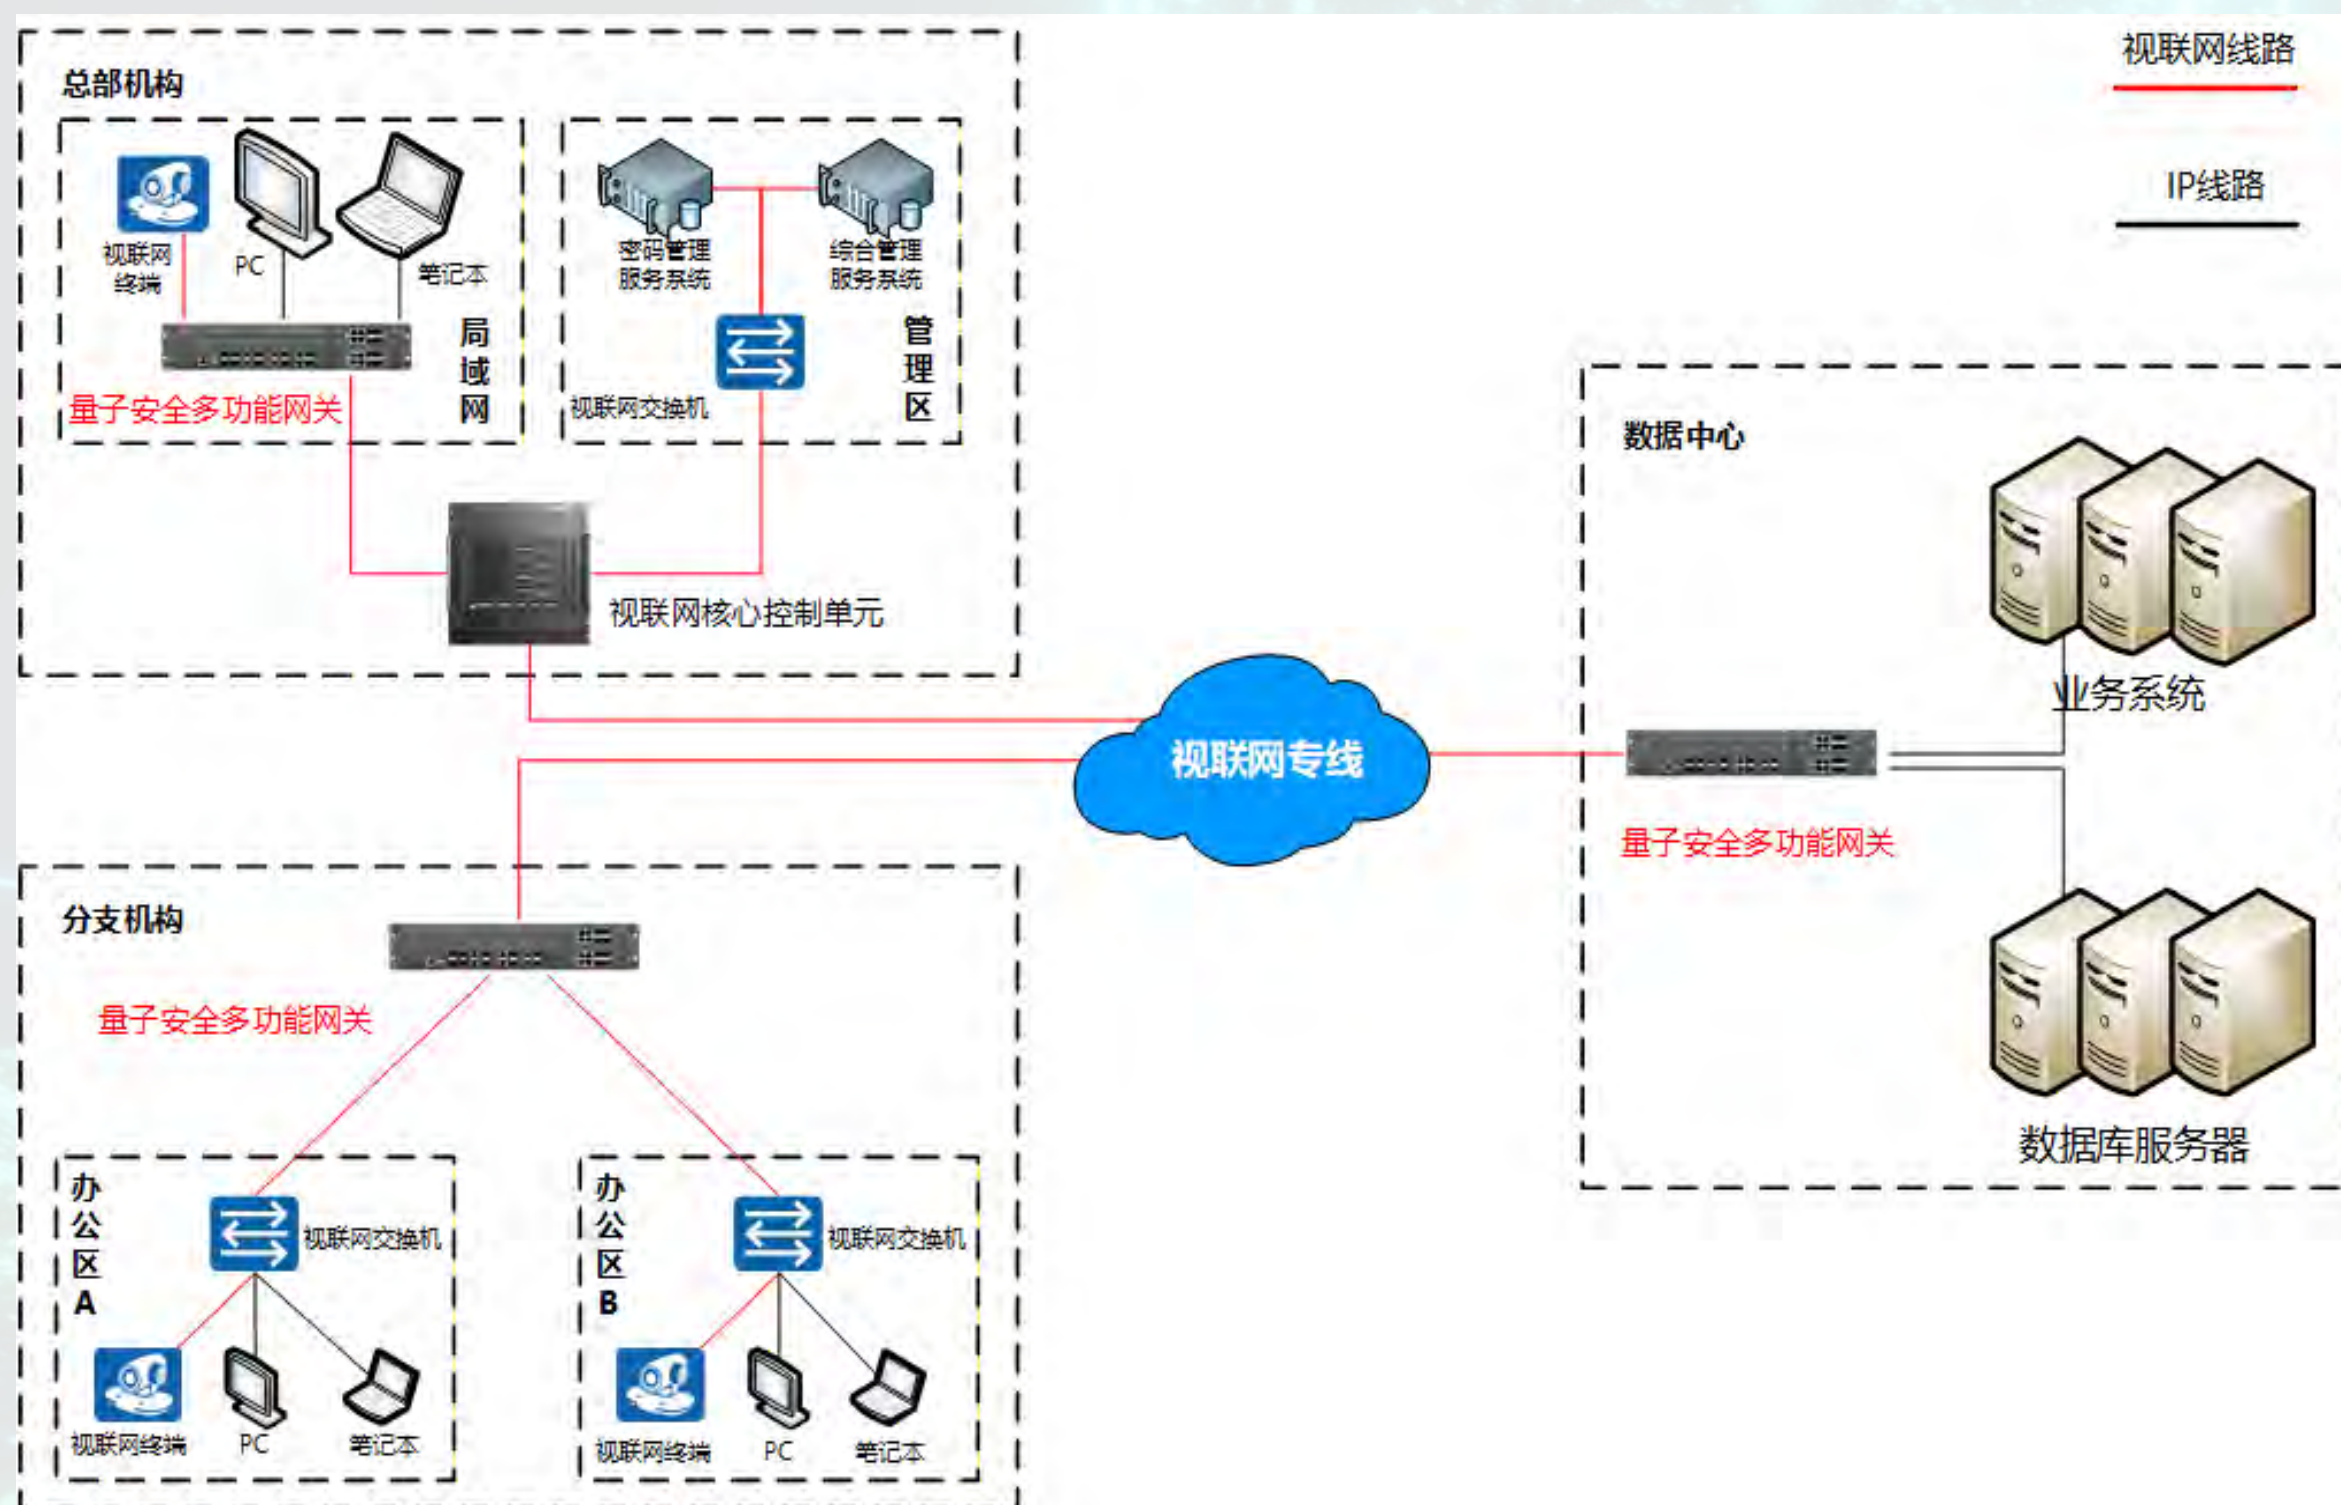 总部机构
视联网
终端
PC
笔记本
局
域
网
量子安全多功能网关
密码管理
服务系统
综合管理
服务系统
视联网交换机
管
理
区
视联网核心控制单元
视联网线路
IP线路
视联网专线
数据中心
业务系统
量子安全多功能网关
数据库服务器
分支机构
量子安全多功能网关
办
公
区
A
视联网交换机
视联网终端
PC
笔记本
办
公
区
B
视联网交换机
视联网终端
PC
笔记本